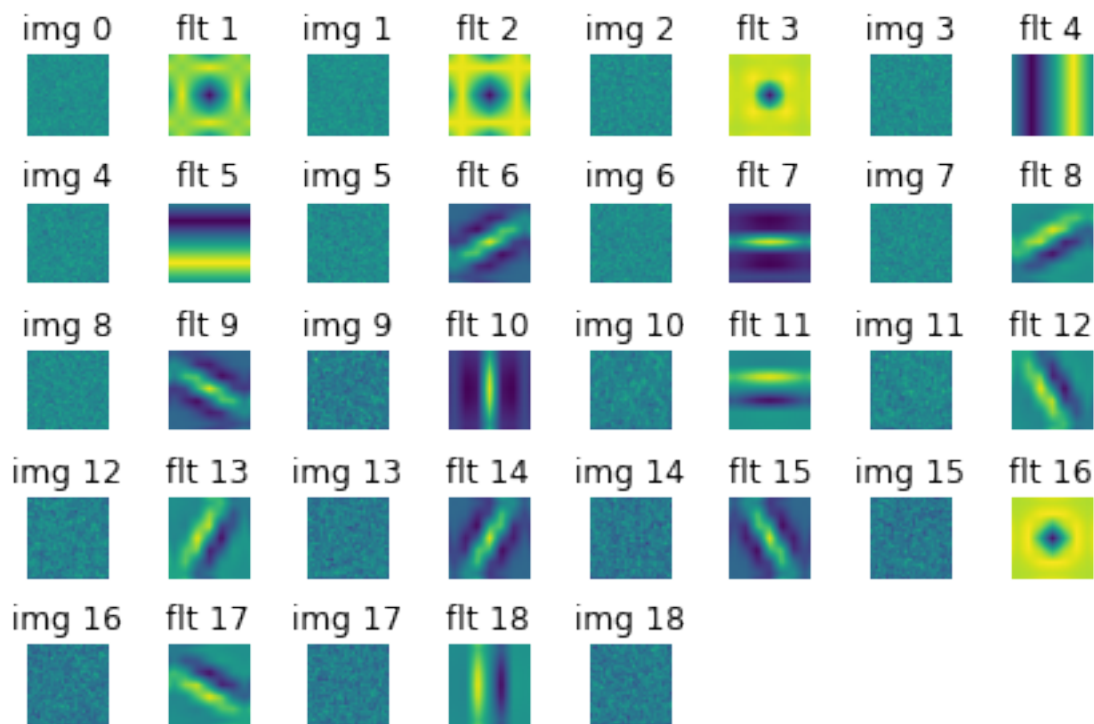 img 0 flt 1 img 1 flt 2 img 2 flt 3 img 3 flt 4
img 4 flt 5 img 5 flt 6 img 6 flt 7 img 7 flt 8
img 8 flt 9 img 9 flt 10 img 10 flt 11 img 11 flt 12
img 12 flt 13 img 13 flt 14 img 14 flt 15 img 15 flt 16
img 16 flt 17 img 17 flt 18 img 18